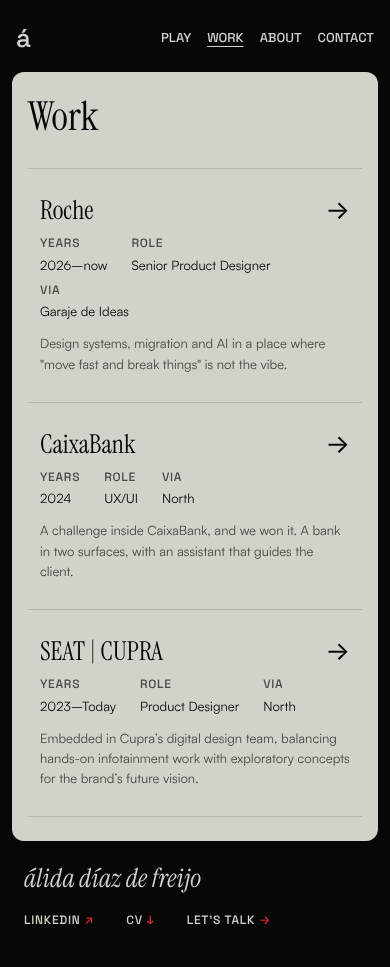 á
PLAY WORK ABOUT CONTACT
Work
Roche →
YEARS ROLE
2026—now Senior Product Designer
VIA
Garaje de Ideas
Design systems, migration and AI in a place where
"move fast and break things" is not the vibe.
CaixaBank →
YEARS ROLE VIA
2024 UX/UI North
A challenge inside CaixaBank, and we won it. A bank
in two surfaces, with an assistant that guides the
client.
SEAT | CUPRA →
YEARS ROLE VIA
2023—Today Product Designer North
Embedded in Cupra’s digital design team, balancing
hands-on infotainment work with exploratory concepts
for the brand’s future vision.
álida díaz de freijo
LINKEDIN ↗ CV ↓ LET'S TALK →